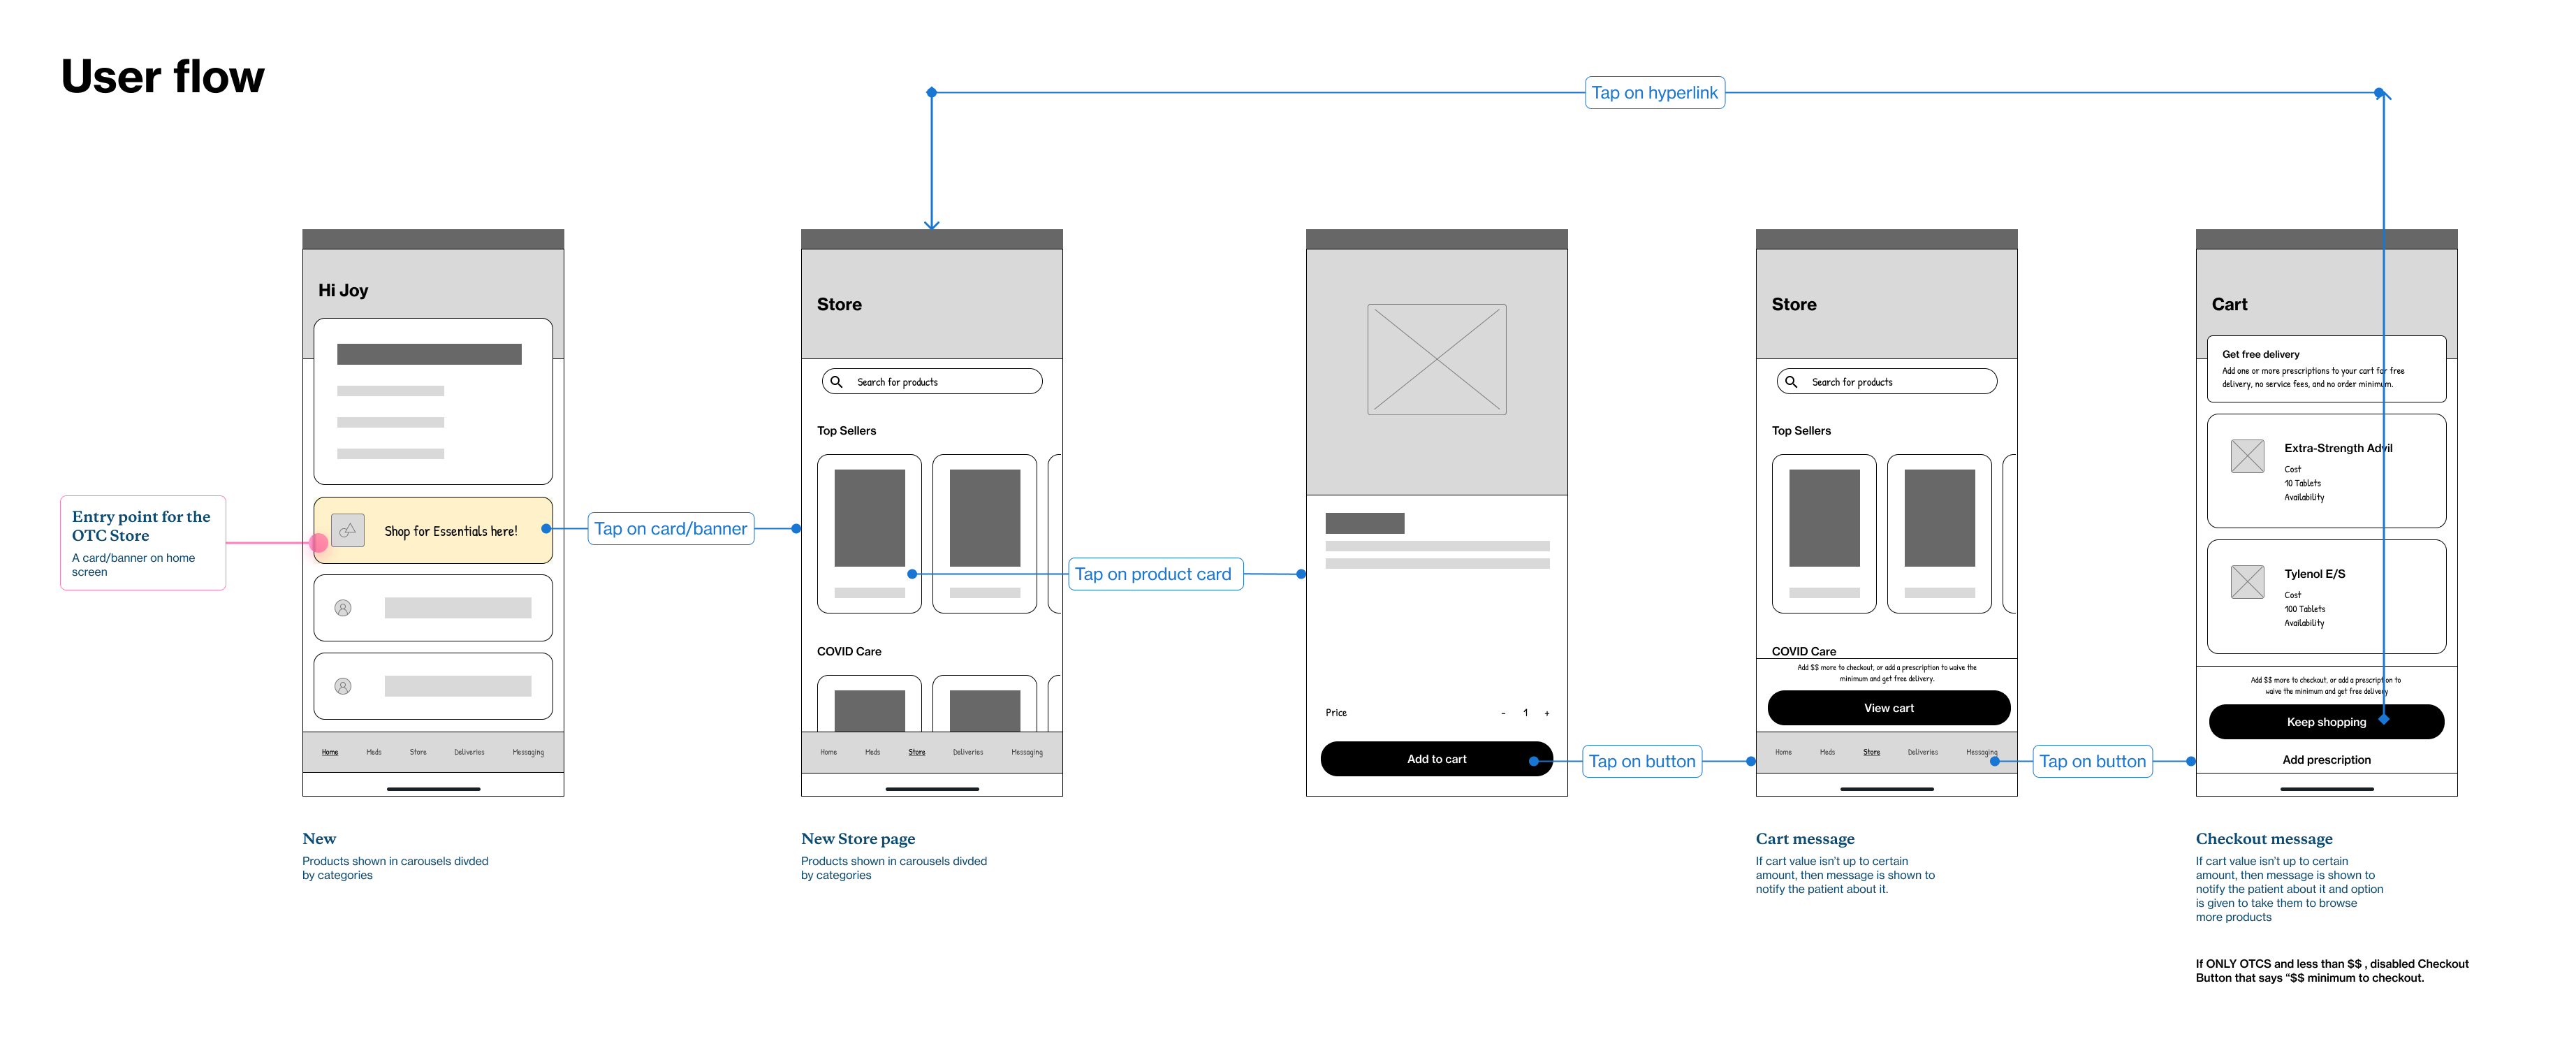 User flow
Tap on hyperlink
Entry point for the
OTC Store
A card/banner on home
screen
Hi Joy
Shop for Essentials here!
Home Meds Store Deliveries Messaging
New
Products shown in carousels divded
by categories
Tap on card/banner
Store
Search for products
Top Sellers
COVID Care
Home Meds Store Deliveries Messaging
New Store page
Products shown in carousels divded
by categories
Tap on product card
Price - 1 +
Add to cart
Tap on button
Store
Search for products
Top Sellers
COVID Care
Add $$ more to checkout, or add a prescription to waive the
minimum and get free delivery.
View cart
Home Meds Store Deliveries Messaging
Cart message
If cart value isn't up to certain
amount, then message is shown to
notify the patient about it.
Tap on button
Cart
Get free delivery
Add one or more prescriptions to your cart for free
delivery, no service fees, and no order minimum.
Extra-Strength Advil
Cost
10 Tablets
Availability
Tylenol E/S
Cost
100 Tablets
Availability
Add $$ more to checkout, or add a prescription to
waive the minimum and get free delivery
Keep shopping
Add prescription
Checkout message
If cart value isn't up to certain
amount, then message is shown to
notify the patient about it and option
is given to take them to browse
more products
If ONLY OTCS and less than $$ , disabled Checkout
Button that says “$$ minimum to checkout.